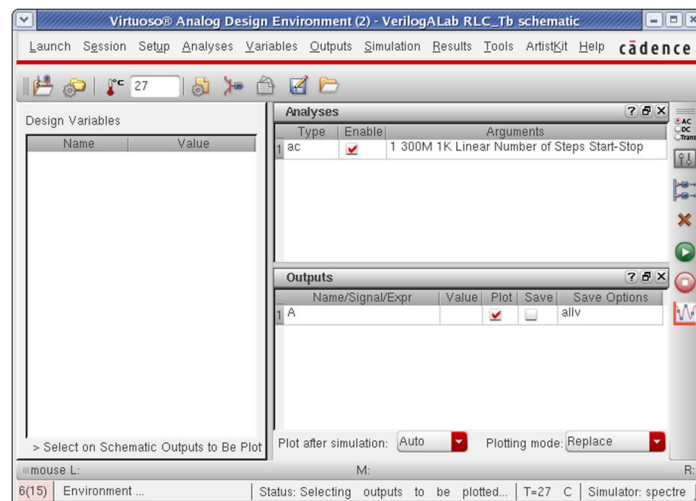 Virtuoso® Analog Design Environment (2) - VerilogALab RLC_Tb schematic
Launch Session Setup Analyses Variables Outputs Simulation Results Tools ArtistKit Help cādence
°C 27
Design Variables
Name Value
> Select on Schematic Outputs to Be Plot
Analyses
Type Enable Arguments
1 ac 1 300M 1K Linear Number of Steps Start-Stop
Outputs
Name/Signal/Expr Value Plot Save Save Options
1 A allv
Plot after simulation: Auto Plotting mode: Replace
AC
DC
Trans
mouse L: M: R:
6(15) Environment ... Status: Selecting outputs to be plotted... T=27 C Simulator: spectre